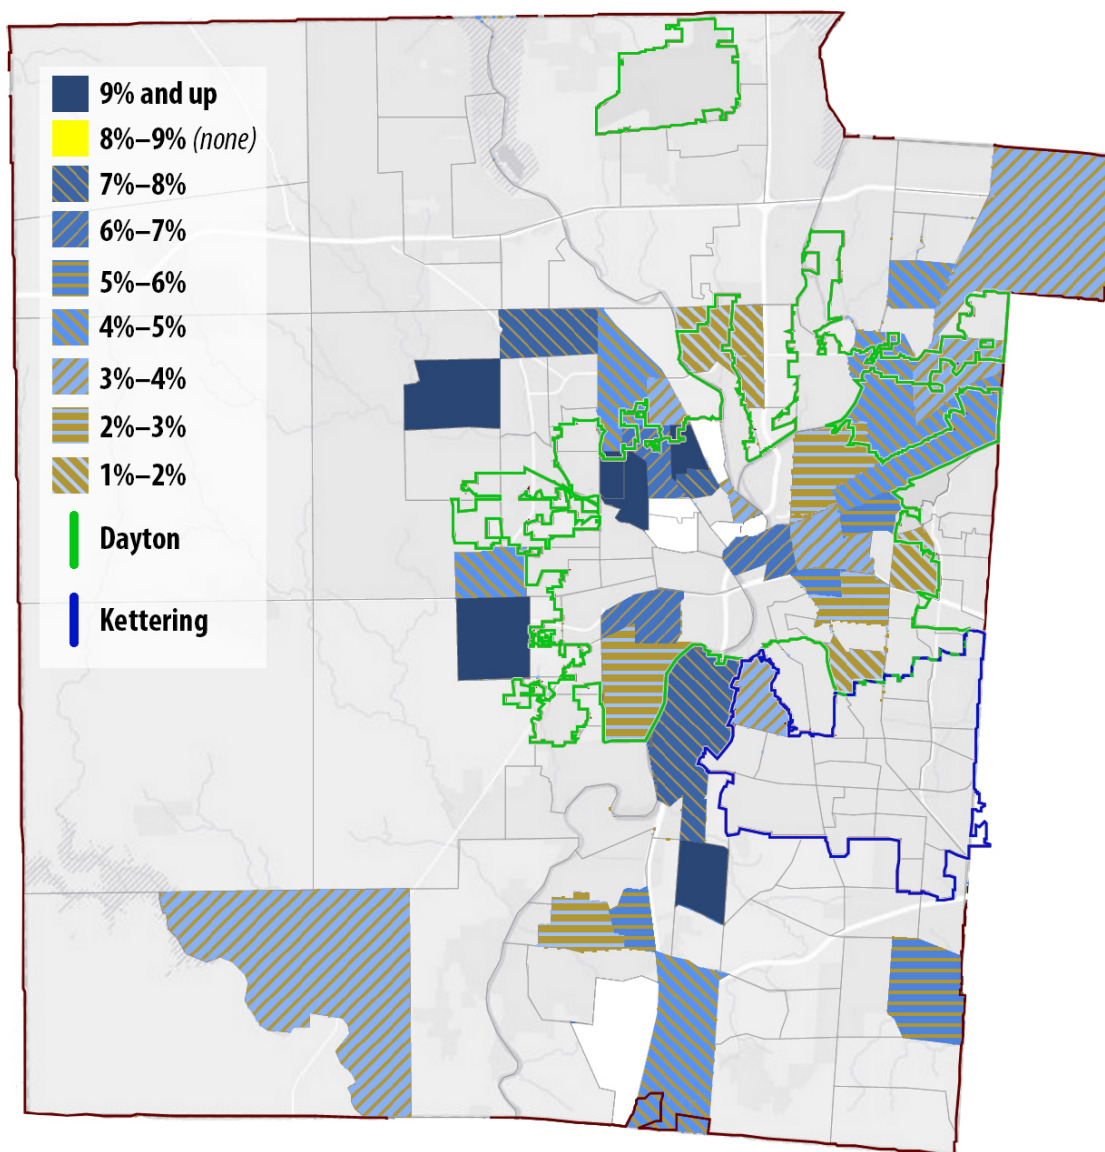 9% and up
8%–9% (none)
7%–8%
6%–7%
5%–6%
4%–5%
3%–4%
2%–3%
1%–2%
Dayton
Kettering